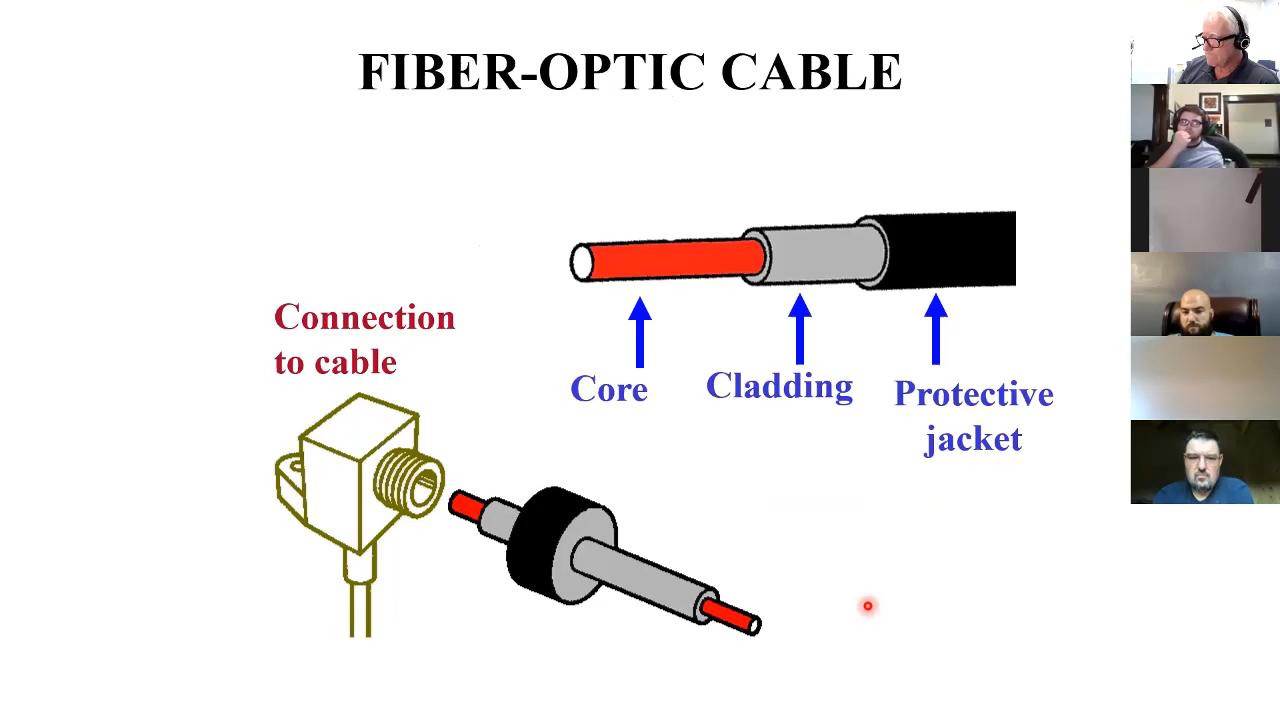 FIBER-OPTIC CABLE
Connection
to cable
Core
Cladding
Protective
jacket